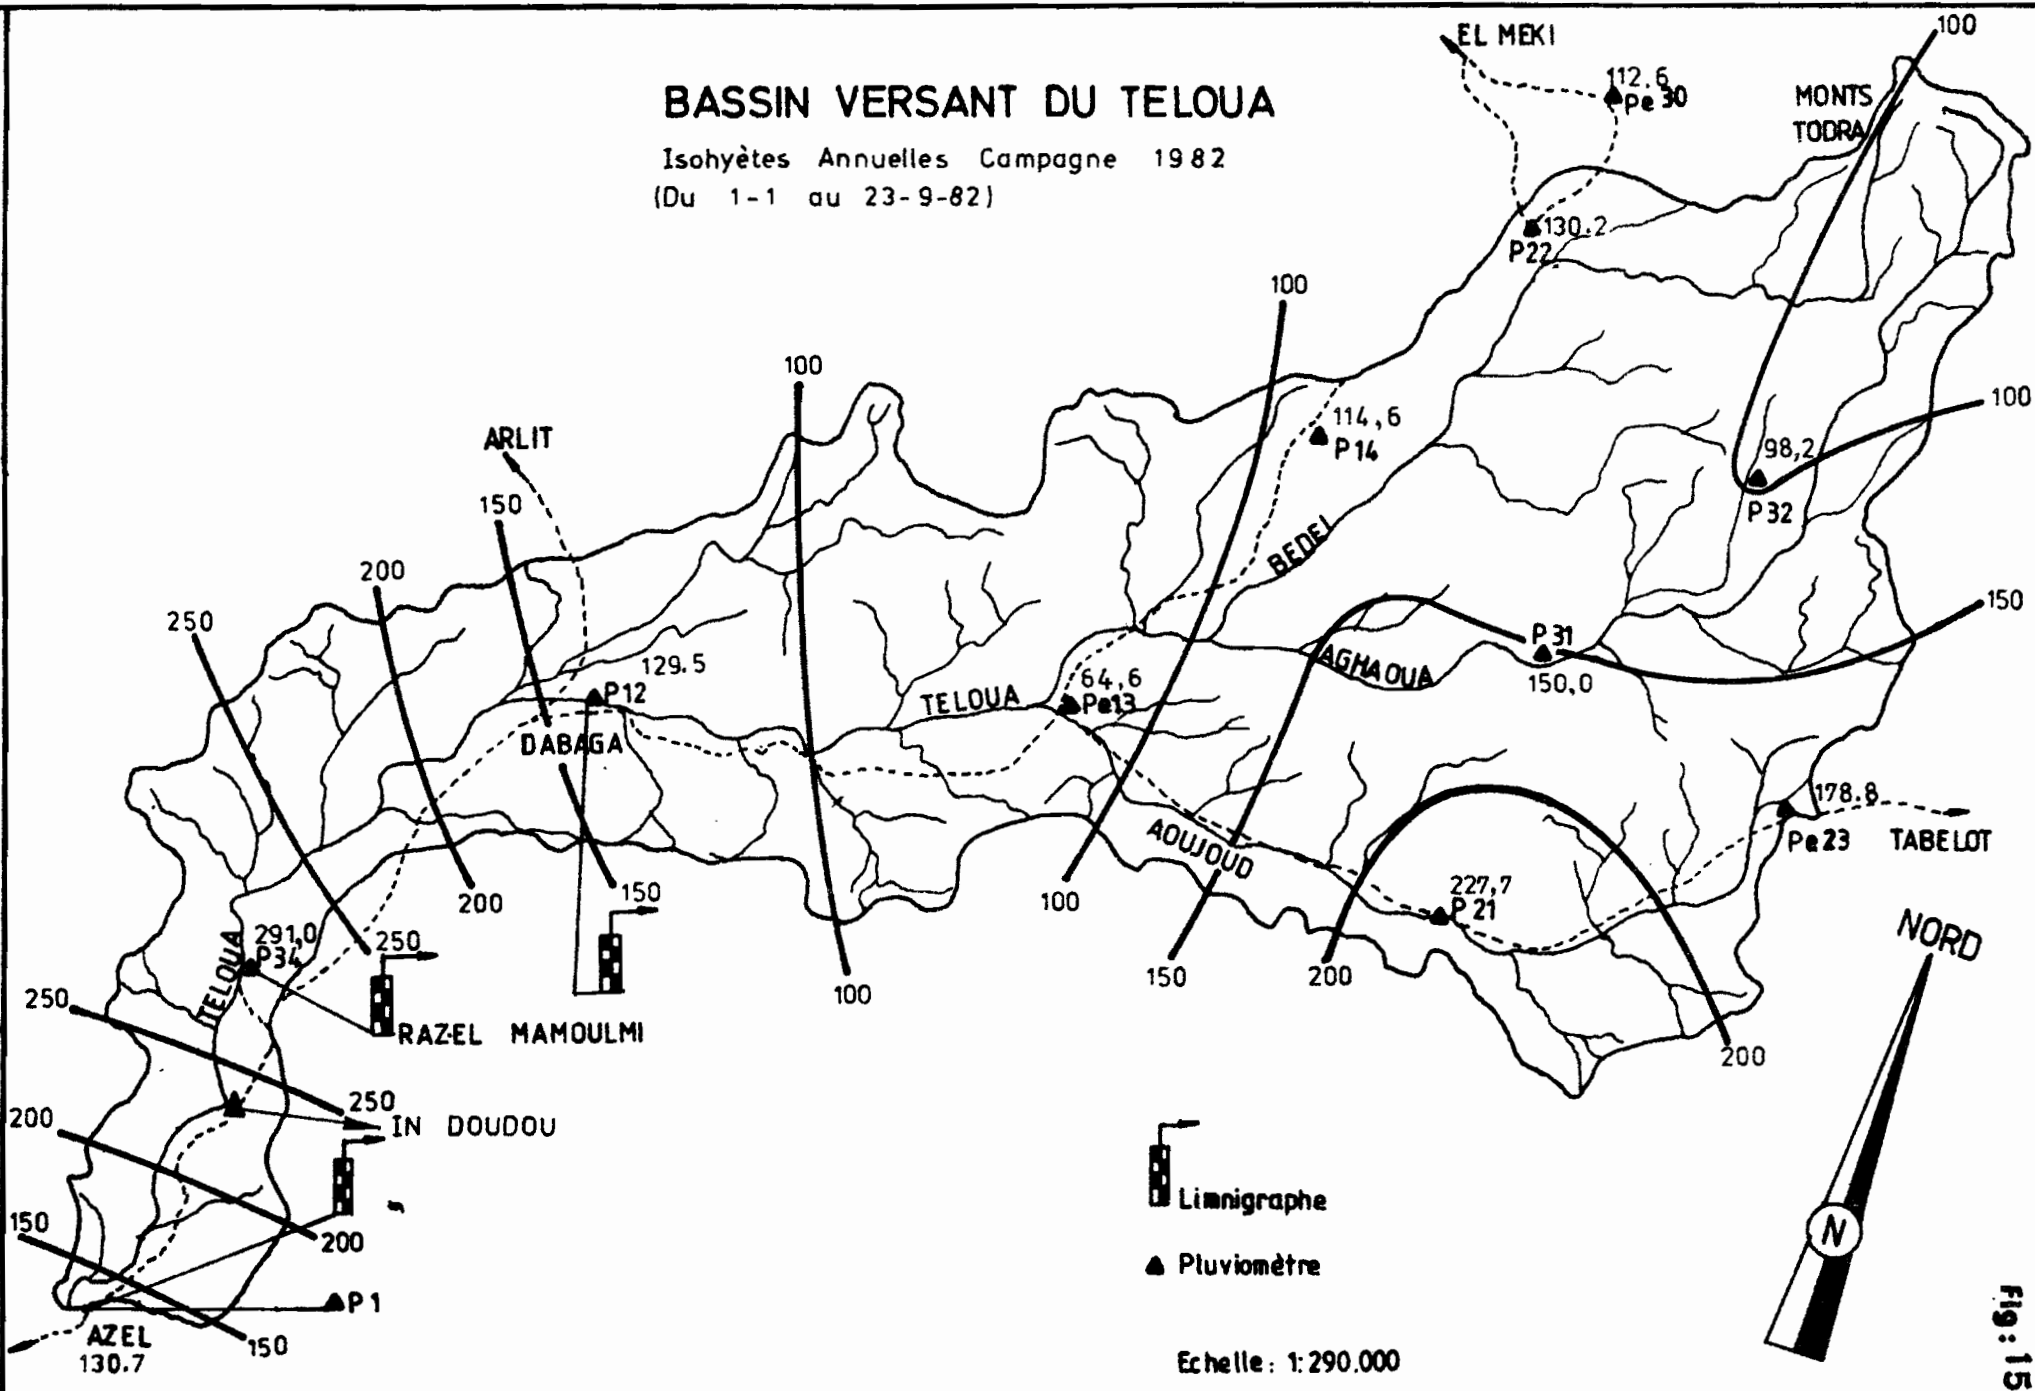 BASSIN VERSANT DU TELOUA
Isohyètes Annuelles Campagne 1982
(Du 1-1 au 23-9-82)
EL MEKI
112.6
Pe 30
MONTS
TODRA
100
130.2
P22
100
100
ARLIT
150
200
250
114,6
P14
BEDEI
98,2
P32
100
150
129.5
P12
DABAGA
TELOUA
64,6
Pe13
AGHAOUA
P31
150,0
AOUJOUD
178.8
Pe23
TABELOT
227,7
P21
200
150
100
100
150
200
200
250
TELOUA
291,0
P34
RAZEL MAMOULMI
250
250
IN DOUDOU
200
200
150
150
P1
AZEL
130.7
NORD
N
Limnigraphe
Pluviomètre
Echelle: 1:290.000
Fig: 15